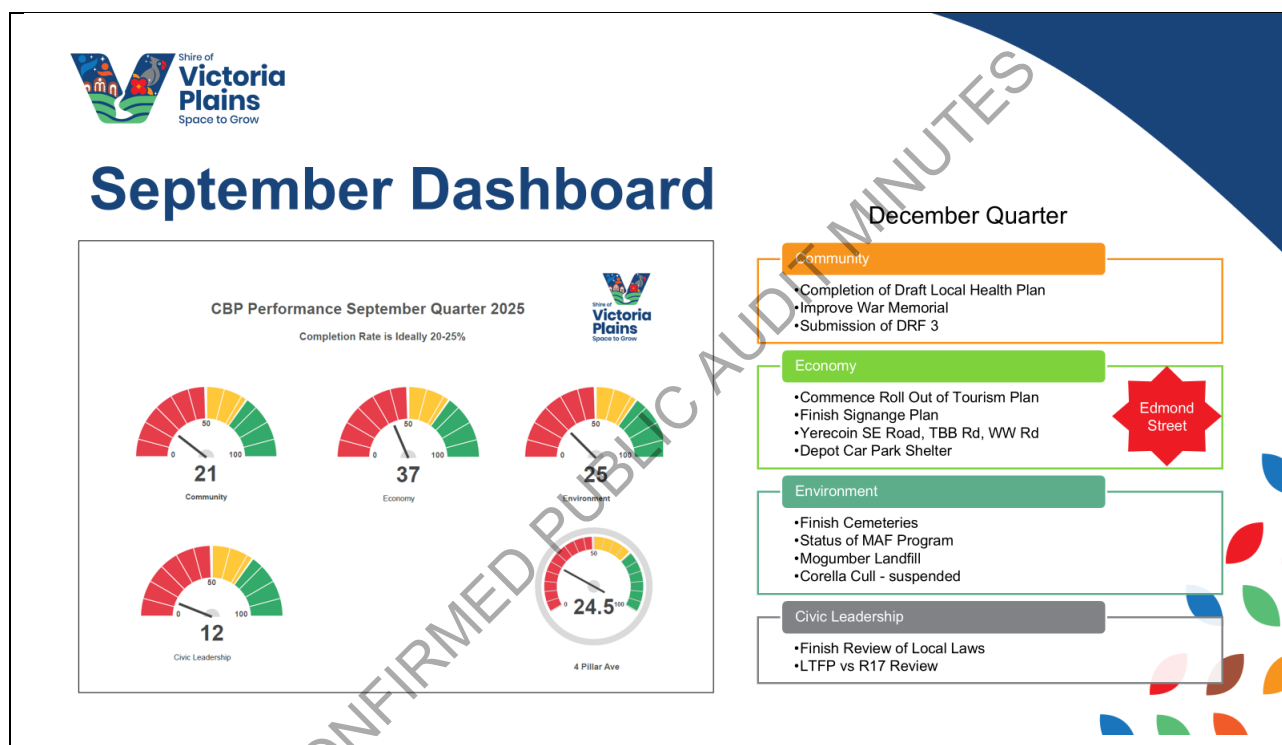 Shire of
Victoria
Plains
Space to Grow
September Dashboard
CBP Performance September Quarter 2025
Completion Rate is Ideally 20-25%
Shire of
Victoria
Plains
Space to Grow
0
50
100
21
Community
0
50
100
37
Economy
0
50
100
25
Environment
0
50
100
12
Civic Leadership
0
50
100
24.5
4 Pillar Ave
December Quarter
Community
•Completion of Draft Local Health Plan
•Improve War Memorial
•Submission of DRF 3
Economy
•Commence Roll Out of Tourism Plan
•Finish Signange Plan
•Yerecoin SE Road, TBB Rd, WW Rd
•Depot Car Park Shelter
Edmond
Street
Environment
•Finish Cemeteries
•Status of MAF Program
•Mogumber Landfill
•Corella Cull - suspended
Civic Leadership
•Finish Review of Local Laws
•LTFP vs R17 Review
ONFIRMED PUBLIC AUDIT MINUTES